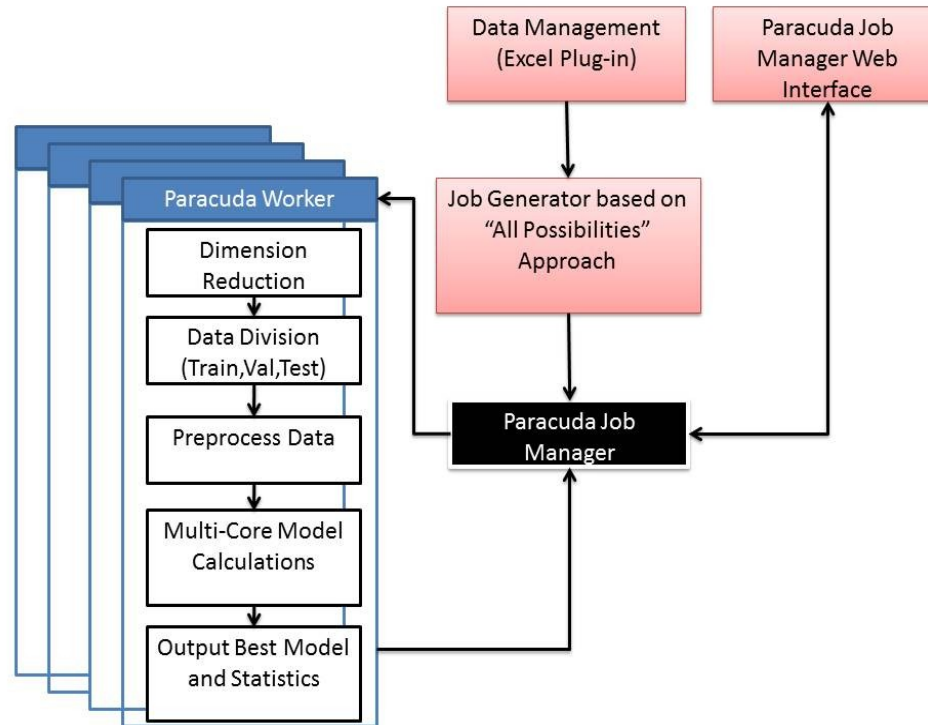 Data Management
(Excel Plug-in)
Paracuda Job
Manager Web
Interface
Job Generator based on
“All Possibilities”
Approach
Paracuda Job
Manager
Paracuda Worker
Dimension
Reduction
Data Division
(Train,Val,Test)
Preprocess Data
Multi-Core Model
Calculations
Output Best Model
and Statistics